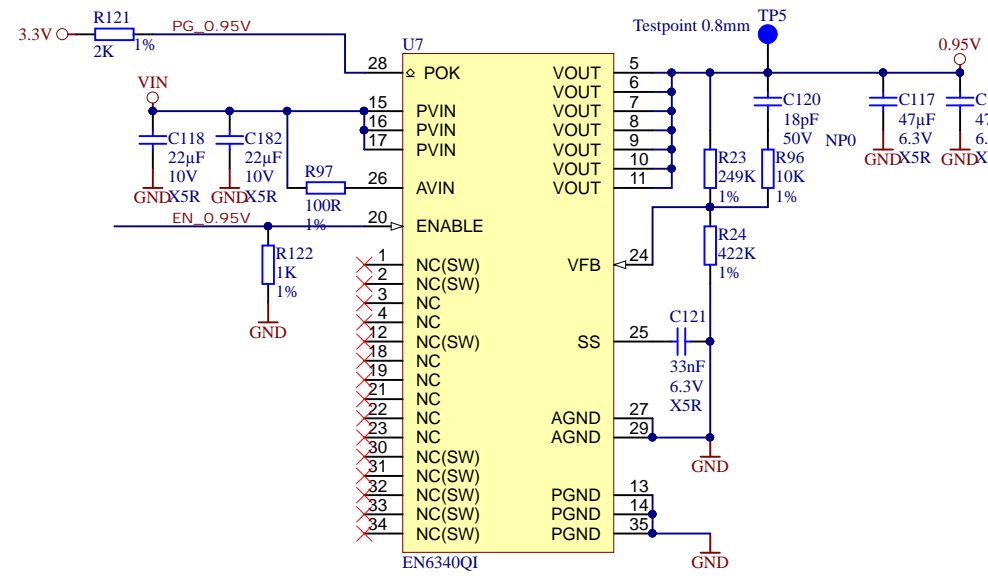 R121
3.3V
2K
1%
PG_0.95V
Testpoint 0.8mm
TP5
0.95V
U7
28
POK
VOUT
5
VOUT
6
VOUT
7
VOUT
8
VOUT
9
VOUT
10
VOUT
11
VIN
15
PVIN
16
PVIN
17
PVIN
C118
22µF
10V
X5R
GND
C182
22µF
10V
X5R
GND
R97
100R
1%
26
AVIN
EN_0.95V
20
ENABLE
R122
1K
1%
GND
C120
18pF
50V
NP0
C117
47µF
6.3V
X5R
GND
C
47
6.
X
GND
R23
249K
1%
R96
10K
1%
R24
422K
1%
VFB
24
1
NC(SW)
2
NC(SW)
3
NC
4
NC
12
NC(SW)
18
NC
19
NC
21
NC
22
NC
23
NC
30
NC(SW)
31
NC(SW)
32
NC(SW)
33
NC(SW)
34
NC(SW)
SS
25
C121
33nF
6.3V
X5R
AGND
27
AGND
29
GND
PGND
13
PGND
14
PGND
35
GND
EN6340QI